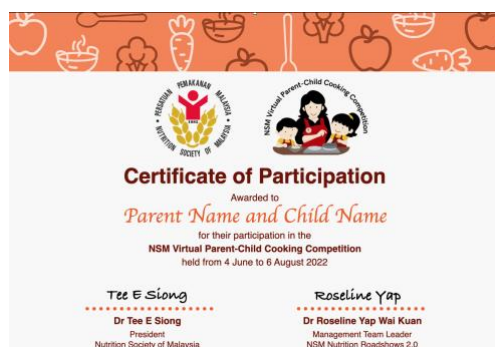 PERSATUAN PEMAKANAN MALAYSIA
NUTRITION SOCIETY OF MALAYSIA
NSM Virtual Parent-Child Cooking Competition
Certificate of Participation
Awarded to
Parent Name and Child Name
for their participation in the
NSM Virtual Parent-Child Cooking Competition
held from 4 June to 6 August 2022
Tee E Siong
Roseline Yap
Dr Tee E Siong
Dr Roseline Yap Wai Kuan
President
Management Team Leader
Nutrition Society of Malaysia
NSM Nutrition Roadshows 2.0